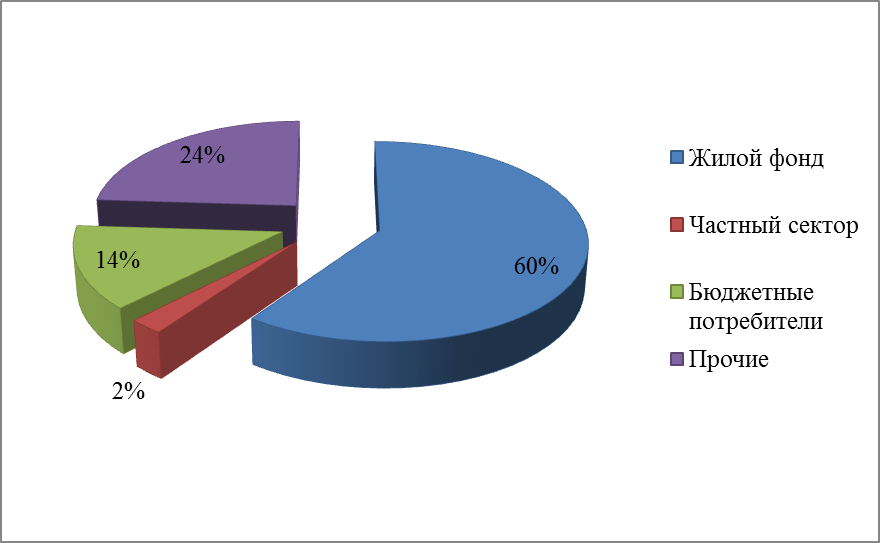 24%
14%
2%
60%
Жилой фонд
Частный сектор
Бюджетные
потребители
Прочие